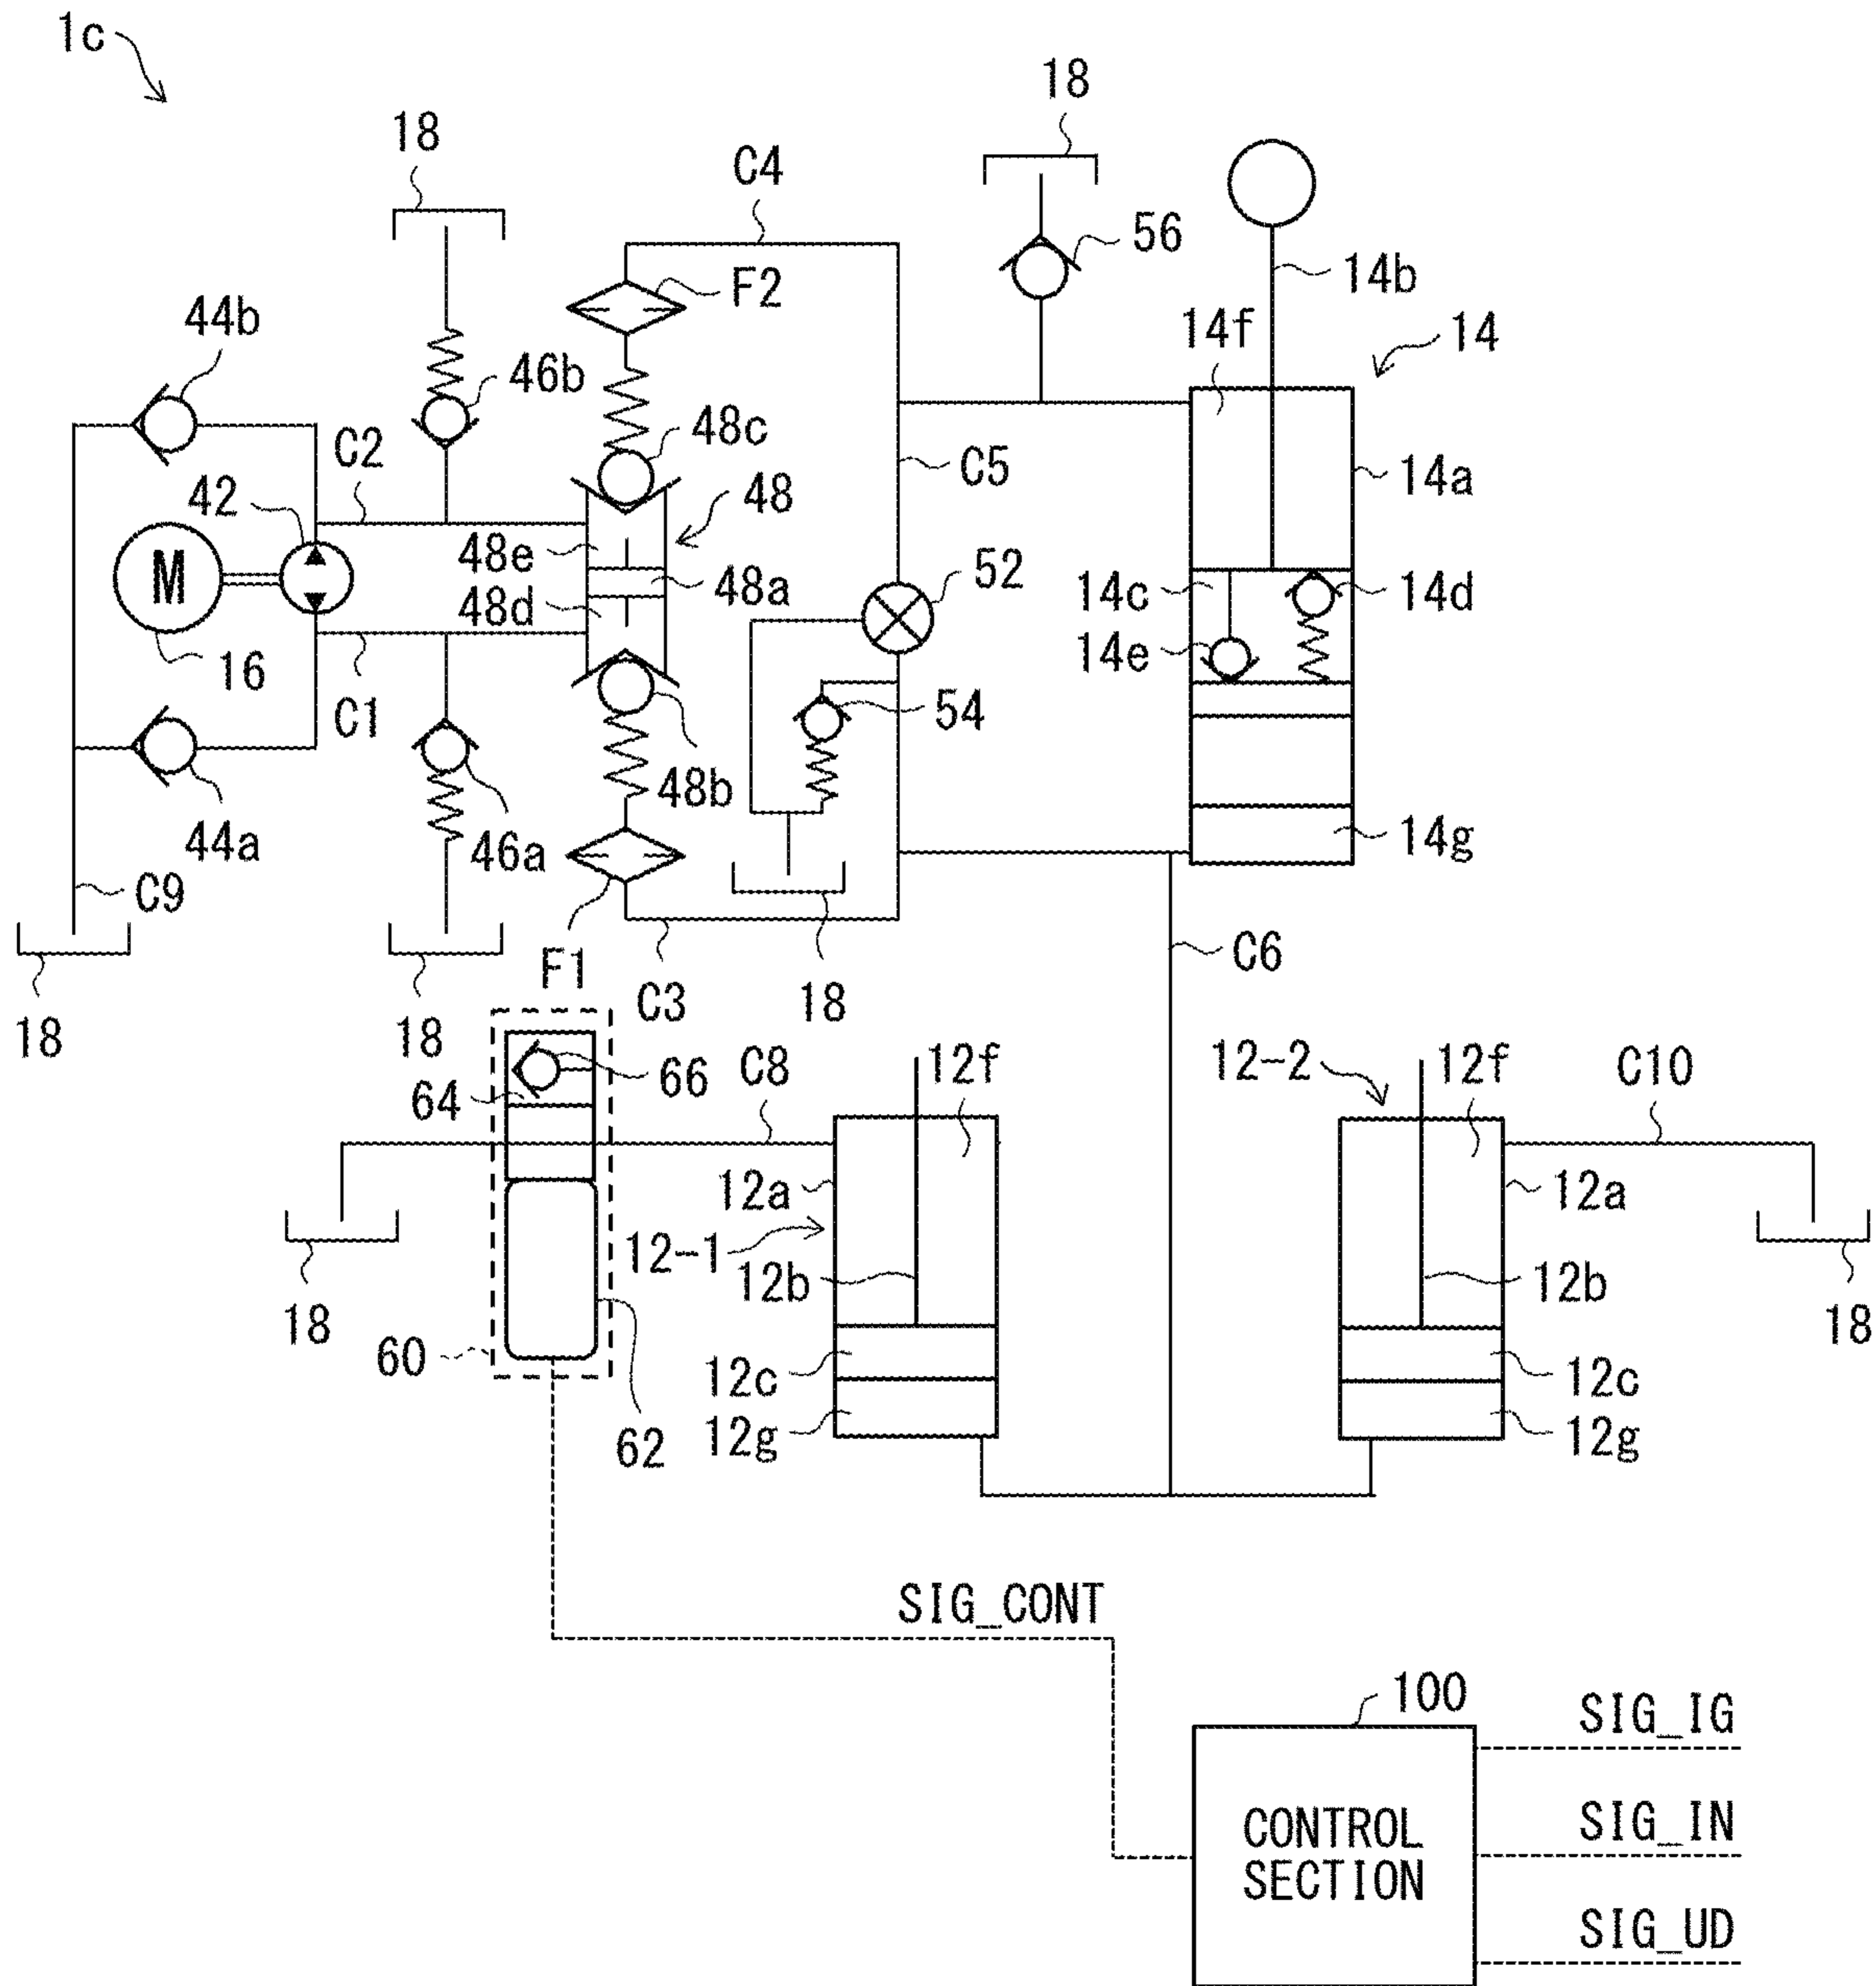 1c
18
18
C4
56
F2
14b
44b
14f
14
46b
C2
48c
C5
14a
42
48
48e
52
M
48a
14c
14d
48d
14e
16
C1
54
48b
44a
46a
14g
C9
C6
F1
18
18
C3
18
12-2
12f
C10
C8
12f
66
64
12a
12a
12-1
12b
12b
18
18
60
12c
12c
12g
12g
62
SIG_CONT
100
SIG_IG
CONTROL
SECTION
SIG_IN
SIG_UD